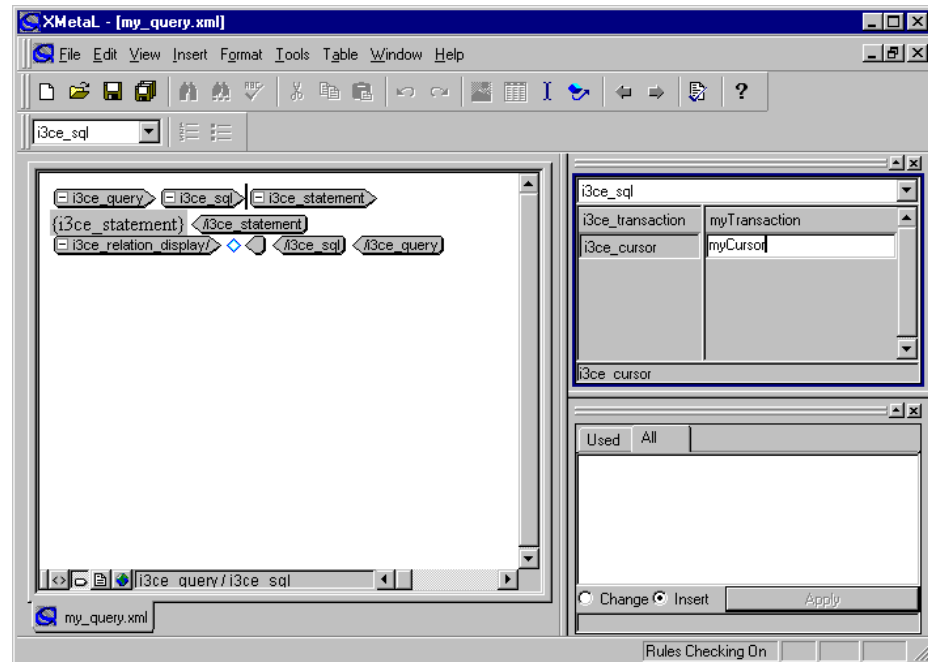 XMetaL - [my_query.xml]
File Edit View Insert Format Tools Table Window Help
ABC
?
i3ce_sql
i3ce_query i3ce_sql i3ce_statement
{i3ce_statement} /i3ce_statement
i3ce_relation_display/ /i3ce_sql /i3ce_query
i3ce_query/i3ce_sql
my_query.xml
i3ce_sql
i3ce_transaction myTransaction
i3ce_cursor myCursor
i3ce_cursor
Used All
Change Insert Apply
Rules Checking On